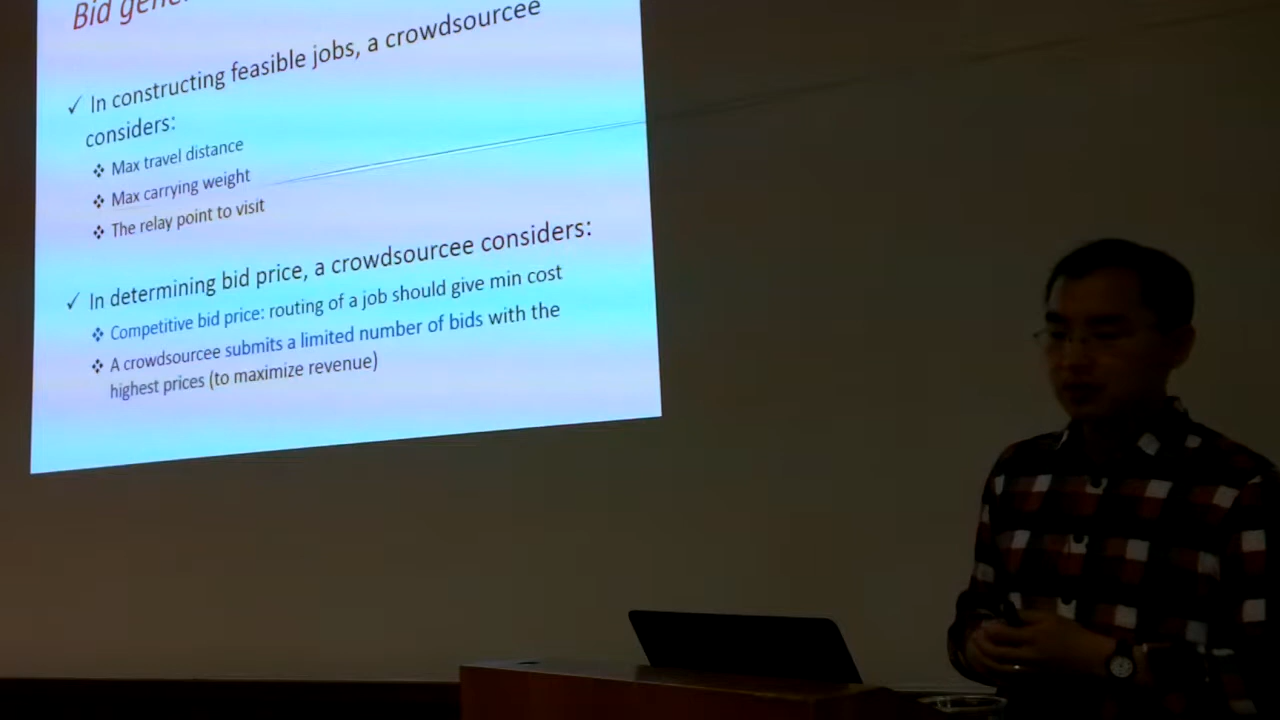 Bid
✓ In constructing feasible jobs, a crowdsourcee
considers:
❖ Max travel distance
❖ Max carrying weight
❖ The relay point to visit
✓ In determining bid price, a crowdsourcee considers:
❖ Competitive bid price: routing of a job should give min cost
❖ A crowdsourcee submits a limited number of bids with the
highest prices (to maximize revenue)